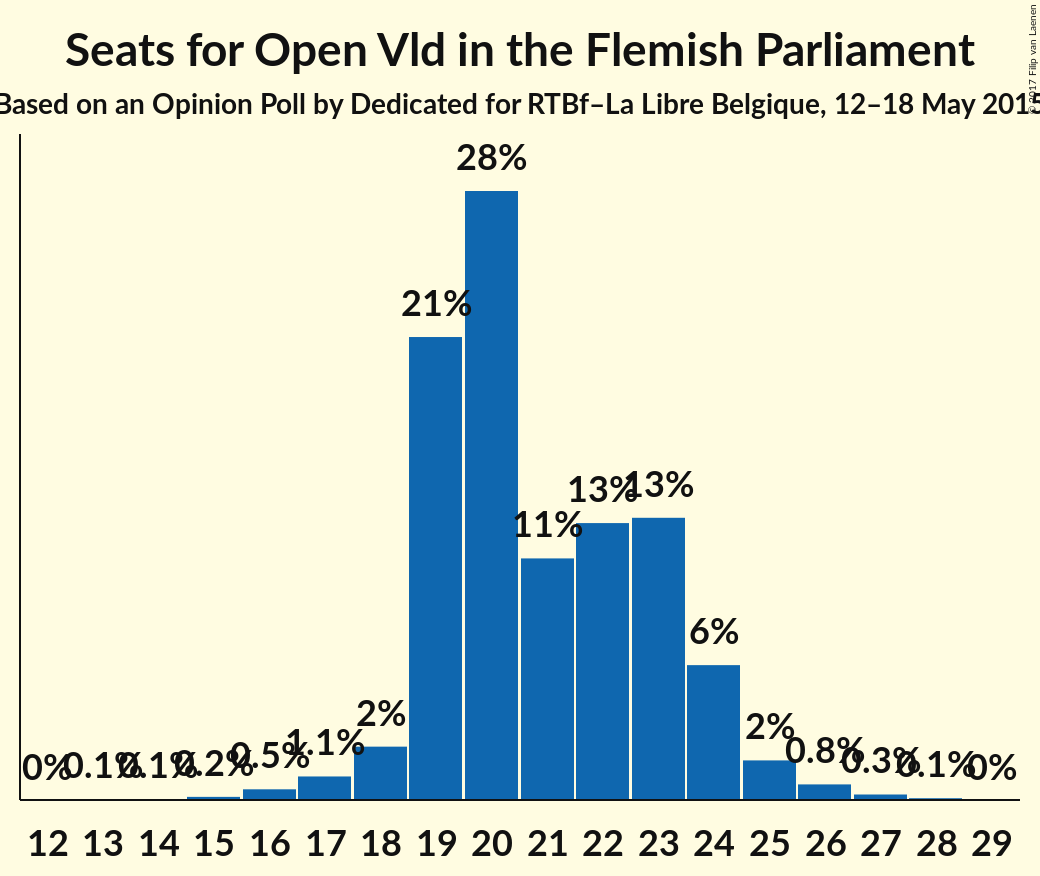 Seats for Open Vld in the Flemish Parliament
Based on an Opinion Poll by Dedicated for RTBf–La Libre Belgique, 12–18 May 2015
© 2017 Filip van Laenen
28%
21%
13%
13%
11%
6%
2%
2%
1.1%
0.8%
0.5%
0.3%
0.2%
0% 0.1% 0.1% 0.1% 0%
12 13 14 15 16 17 18 19 20 21 22 23 24 25 26 27 28 29